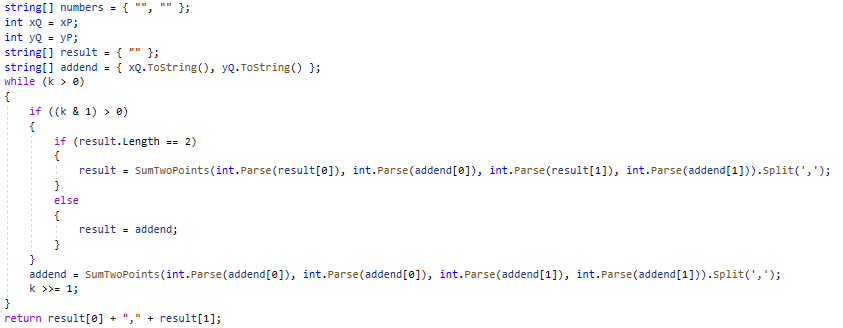 string[] numbers = { "", "" };
int xQ = xP;
int yQ = yP;
string[] result = { "" };
string[] addend = { xQ.ToString(), yQ.ToString() };
while (k > 0)
{
    if ((k & 1) > 0)
    {
        if (result.Length == 2)
        {
            result = SumTwoPoints(int.Parse(result[0]), int.Parse(addend[0]), int.Parse(result[1]), int.Parse(addend[1])).Split(',');
        }
        else
        {
            result = addend;
        }
    }
    addend = SumTwoPoints(int.Parse(addend[0]), int.Parse(addend[0]), int.Parse(addend[1]), int.Parse(addend[1])).Split(',');
    k >>= 1;
}
return result[0] + "," + result[1];